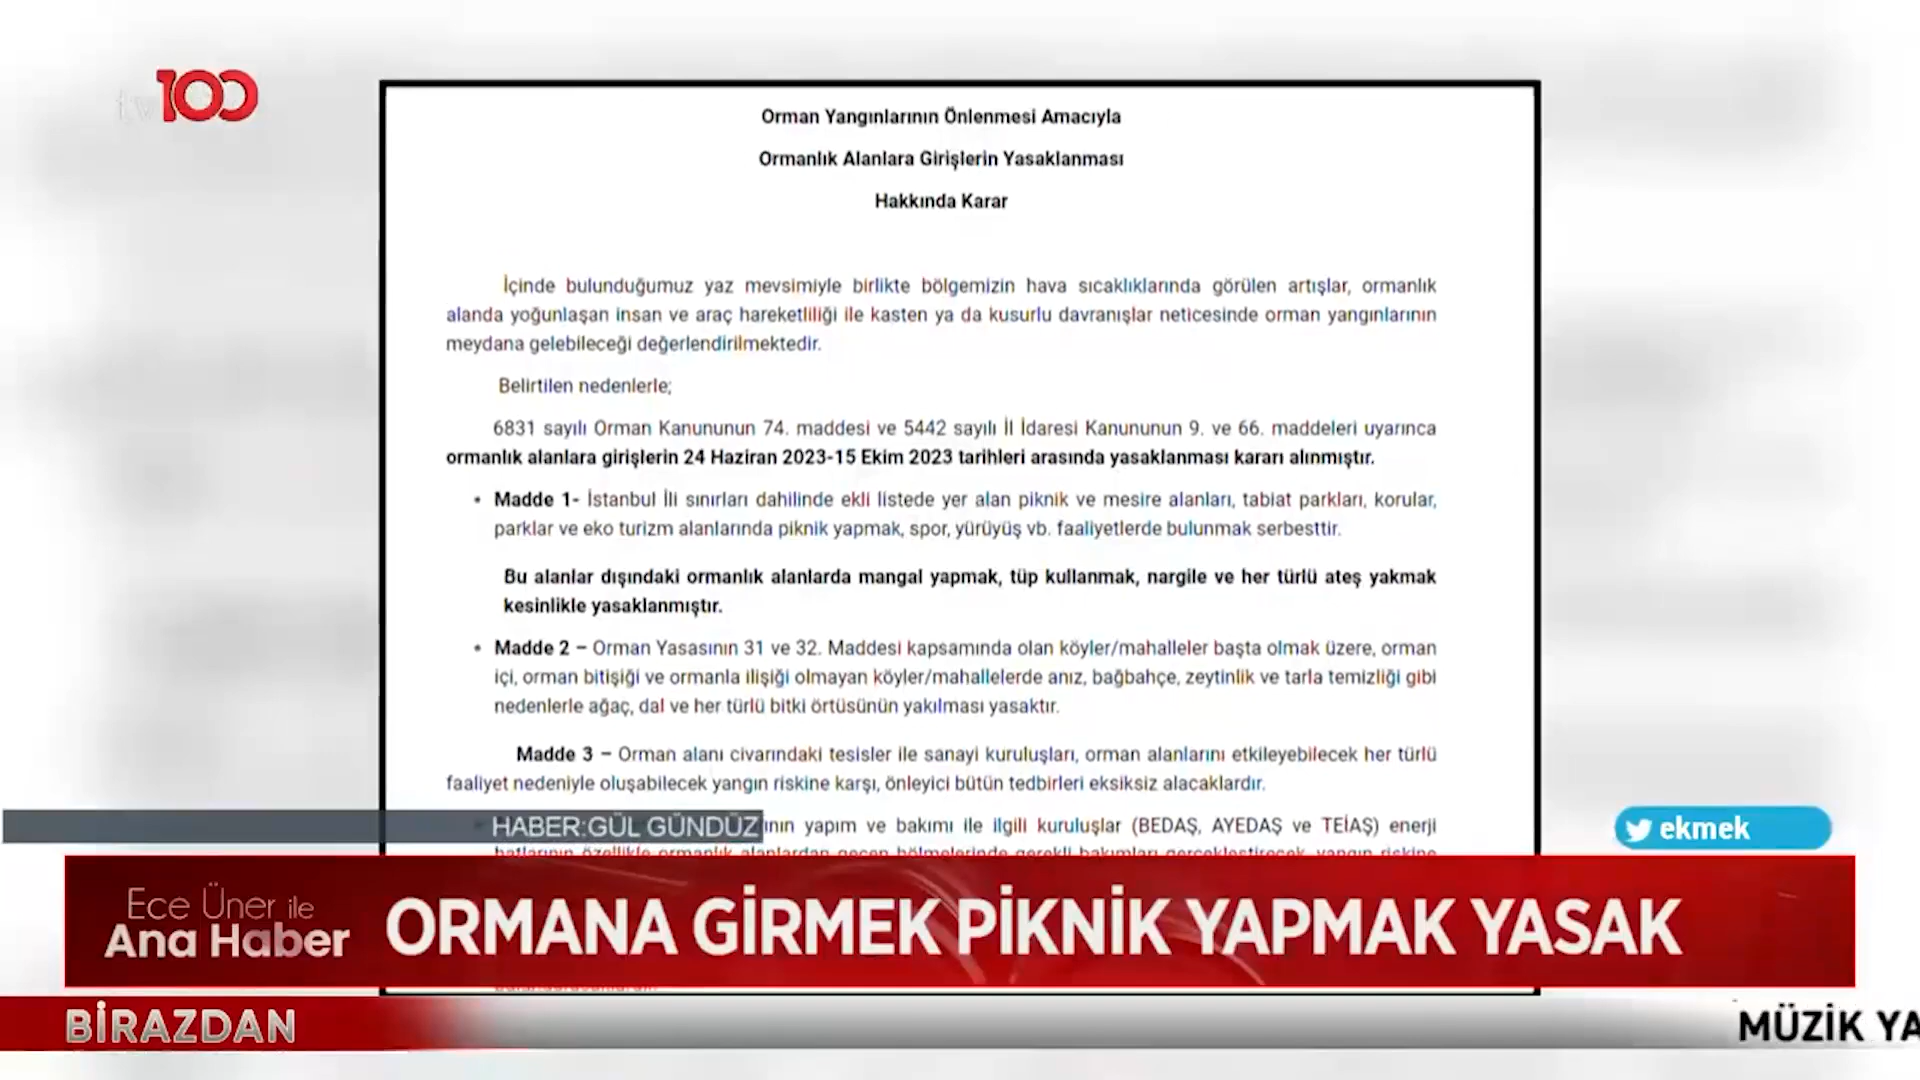 tv100
Orman Yangınlarının Önlenmesi Amacıyla
Ormanlık Alanlara Girişlerin Yasaklanması
Hakkında Karar
İçinde bulunduğumuz yaz mevsimiyle birlikte bölgemizin hava sıcaklıklarında görülen artışlar, ormanlık
alanda yoğunlaşan insan ve araç hareketliliği ile kasten ya da kusurlu davranışlar neticesinde orman yangınlarının
meydana gelebileceği değerlendirilmektedir.
Belirtilen nedenlerle;
6831 sayılı Orman Kanununun 74. maddesi ve 5442 sayılı İl İdaresi Kanununun 9. ve 66. maddeleri uyarınca
ormanlık alanlara girişlerin 24 Haziran 2023-15 Ekim 2023 tarihleri arasında yasaklanması kararı alınmıştır.
• Madde 1- İstanbul İli sınırları dahilinde ekli listede yer alan piknik ve mesire alanları, tabiat parkları, korular,
parklar ve eko turizm alanlarında piknik yapmak, spor, yürüyüş vb. faaliyetlerde bulunmak serbesttir.
Bu alanlar dışındaki ormanlık alanlarda mangal yapmak, tüp kullanmak, nargile ve her türlü ateş yakmak
kesinlikle yasaklanmıştır.
• Madde 2 – Orman Yasasının 31 ve 32. Maddesi kapsamında olan köyler/mahalleler başta olmak üzere, orman
içi, orman bitişiği ve ormanla ilişiği olmayan köyler/mahallelerde anız, bağbahçe, zeytinlik ve tarla temizliği gibi
nedenlerle ağaç, dal ve her türlü bitki örtüsünün yakılması yasaktır.
Madde 3 – Orman alanı civarındaki tesisler ile sanayi kuruluşları, orman alanlarını etkileyebilecek her türlü
faaliyet nedeniyle oluşabilecek yangın riskine karşı, önleyici bütün tedbirleri eksiksiz alacaklardır.
HABER:GÜL GÜNDÜZ
yapım ve bakımı ile ilgili kuruluşlar (BEDAŞ, AYEDAŞ ve TEİAŞ) enerji
hatlarının özellikle ormanlık alanlardan geçen bölmelerinde gerekli bakımları gerçekleştirecek, yangın riskine
ekmek
Ece Üner ile
Ana Haber
ORMANA GİRMEK PİKNİK YAPMAK YASAK
BİRAZDAN
MÜZİK YA